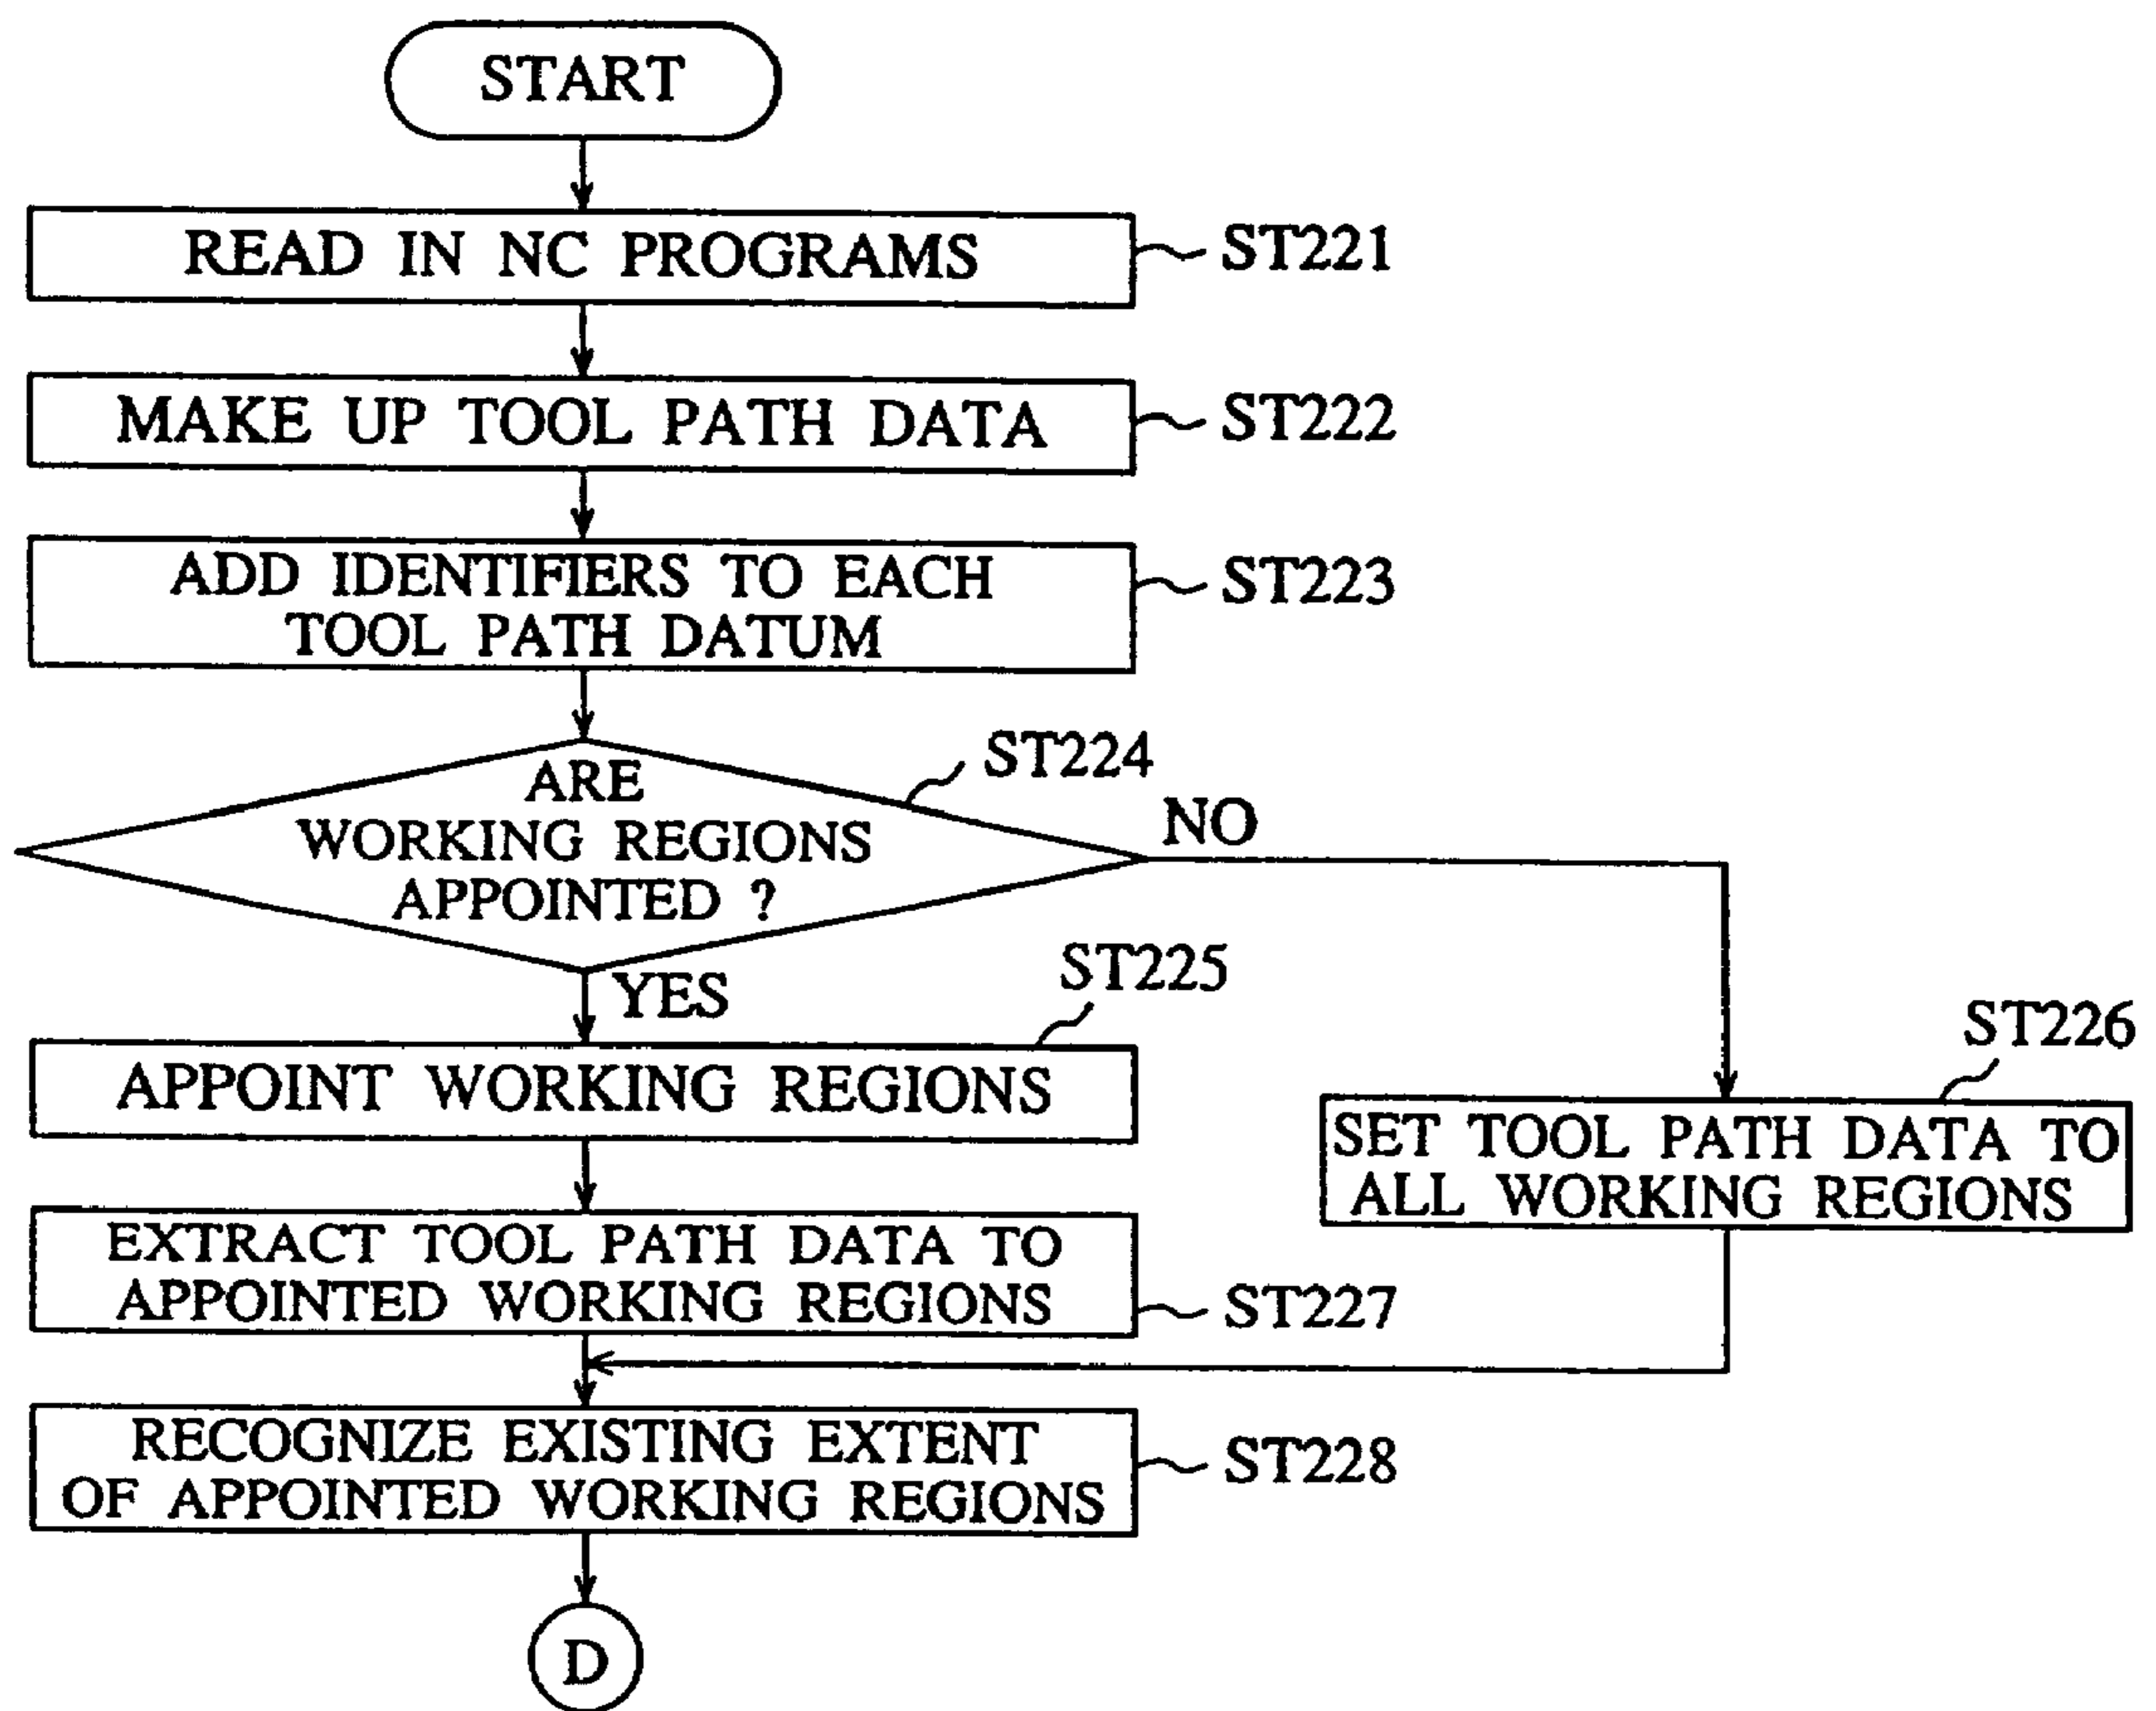 START
READ IN NC PROGRAMS
ST221
MAKE UP TOOL PATH DATA
ST222
ADD IDENTIFIERS TO EACH
TOOL PATH DATUM
ST223
ARE
WORKING REGIONS
APPOINTED ?
ST224
NO
YES
ST225
APPOINT WORKING REGIONS
ST226
SET TOOL PATH DATA TO
ALL WORKING REGIONS
EXTRACT TOOL PATH DATA TO
APPOINTED WORKING REGIONS
ST227
RECOGNIZE EXISTING EXTENT
OF APPOINTED WORKING REGIONS
ST228
D